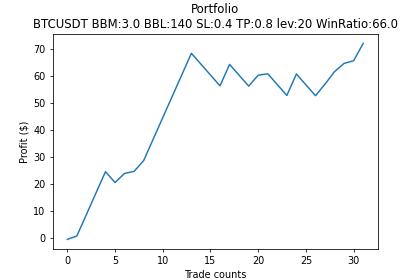 Portfolio
BTCUSDT BBM:3.0 BBL:140 SL:0.4 TP:0.8 lev:20 WinRatio:66.0
70
60
50
40
30
20
10
0
Profit ($)
0 5 10 15 20 25 30
Trade counts